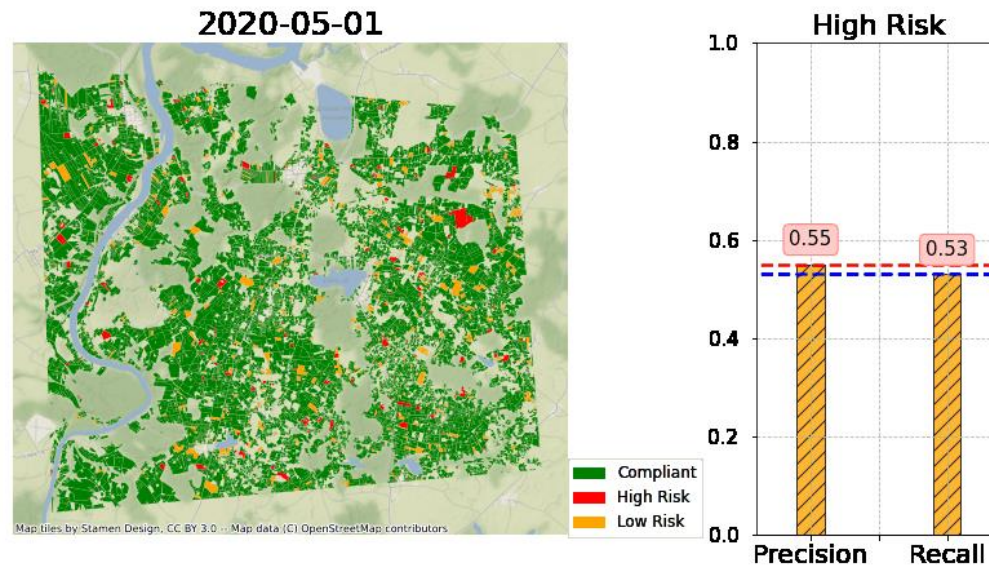 2020-05-01
Compliant
High Risk
Low Risk
Map tiles by Stamen Design, CC BY 3.0 -- Map data (C) OpenStreetMap contributors
High Risk
1.0
0.8
0.6
0.4
0.2
0.0
0.55
0.53
Precision
Recall